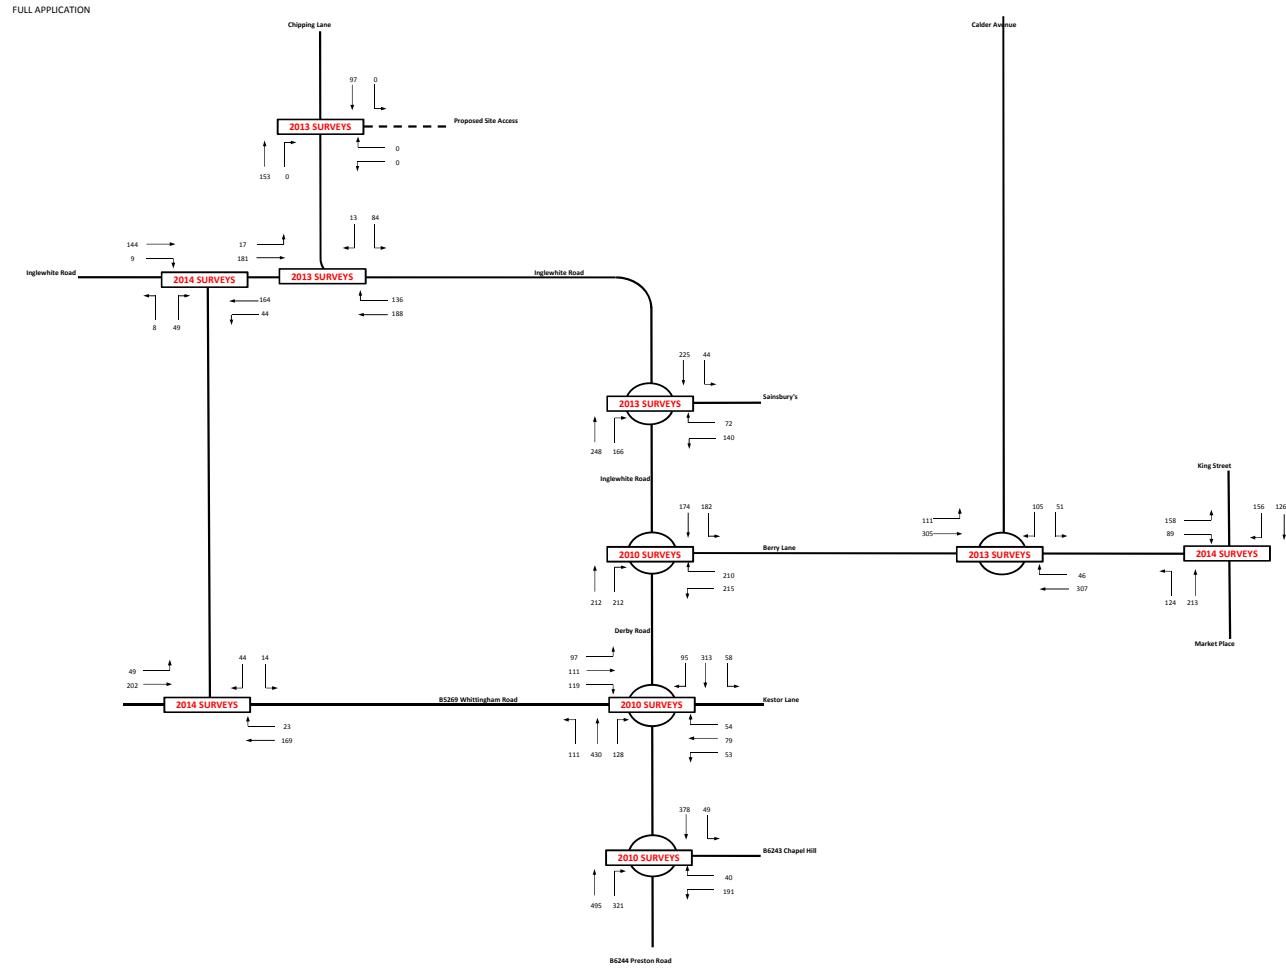 FULL APPLICATION
Chipping Lane
Calder Avenue
97 0
2013 SURVEYS
Proposed Site Access
0
0
153 0
13 84
144
9
17
181
Inglewhite Road
2014 SURVEYS
2013 SURVEYS
Inglewhite Road
164
44
136
188
8 49
225 44
2013 SURVEYS
Sainsbury's
72
140
248 166
Inglewhite Road
King Street
174 182
111
305
105 51
158
89
156 126
2010 SURVEYS
Berry Lane
2013 SURVEYS
2014 SURVEYS
210
215
46
307
212 212
124 213
Derby Road
Market Place
49
202
44 14
97
111
119
95 313 58
2014 SURVEYS
B5269 Whittingham Road
2010 SURVEYS
Kestor Lane
23
169
54
79
53
111 430 128
378 49
2010 SURVEYS
B6243 Chapel Hill
40
191
495 321
B6244 Preston Road